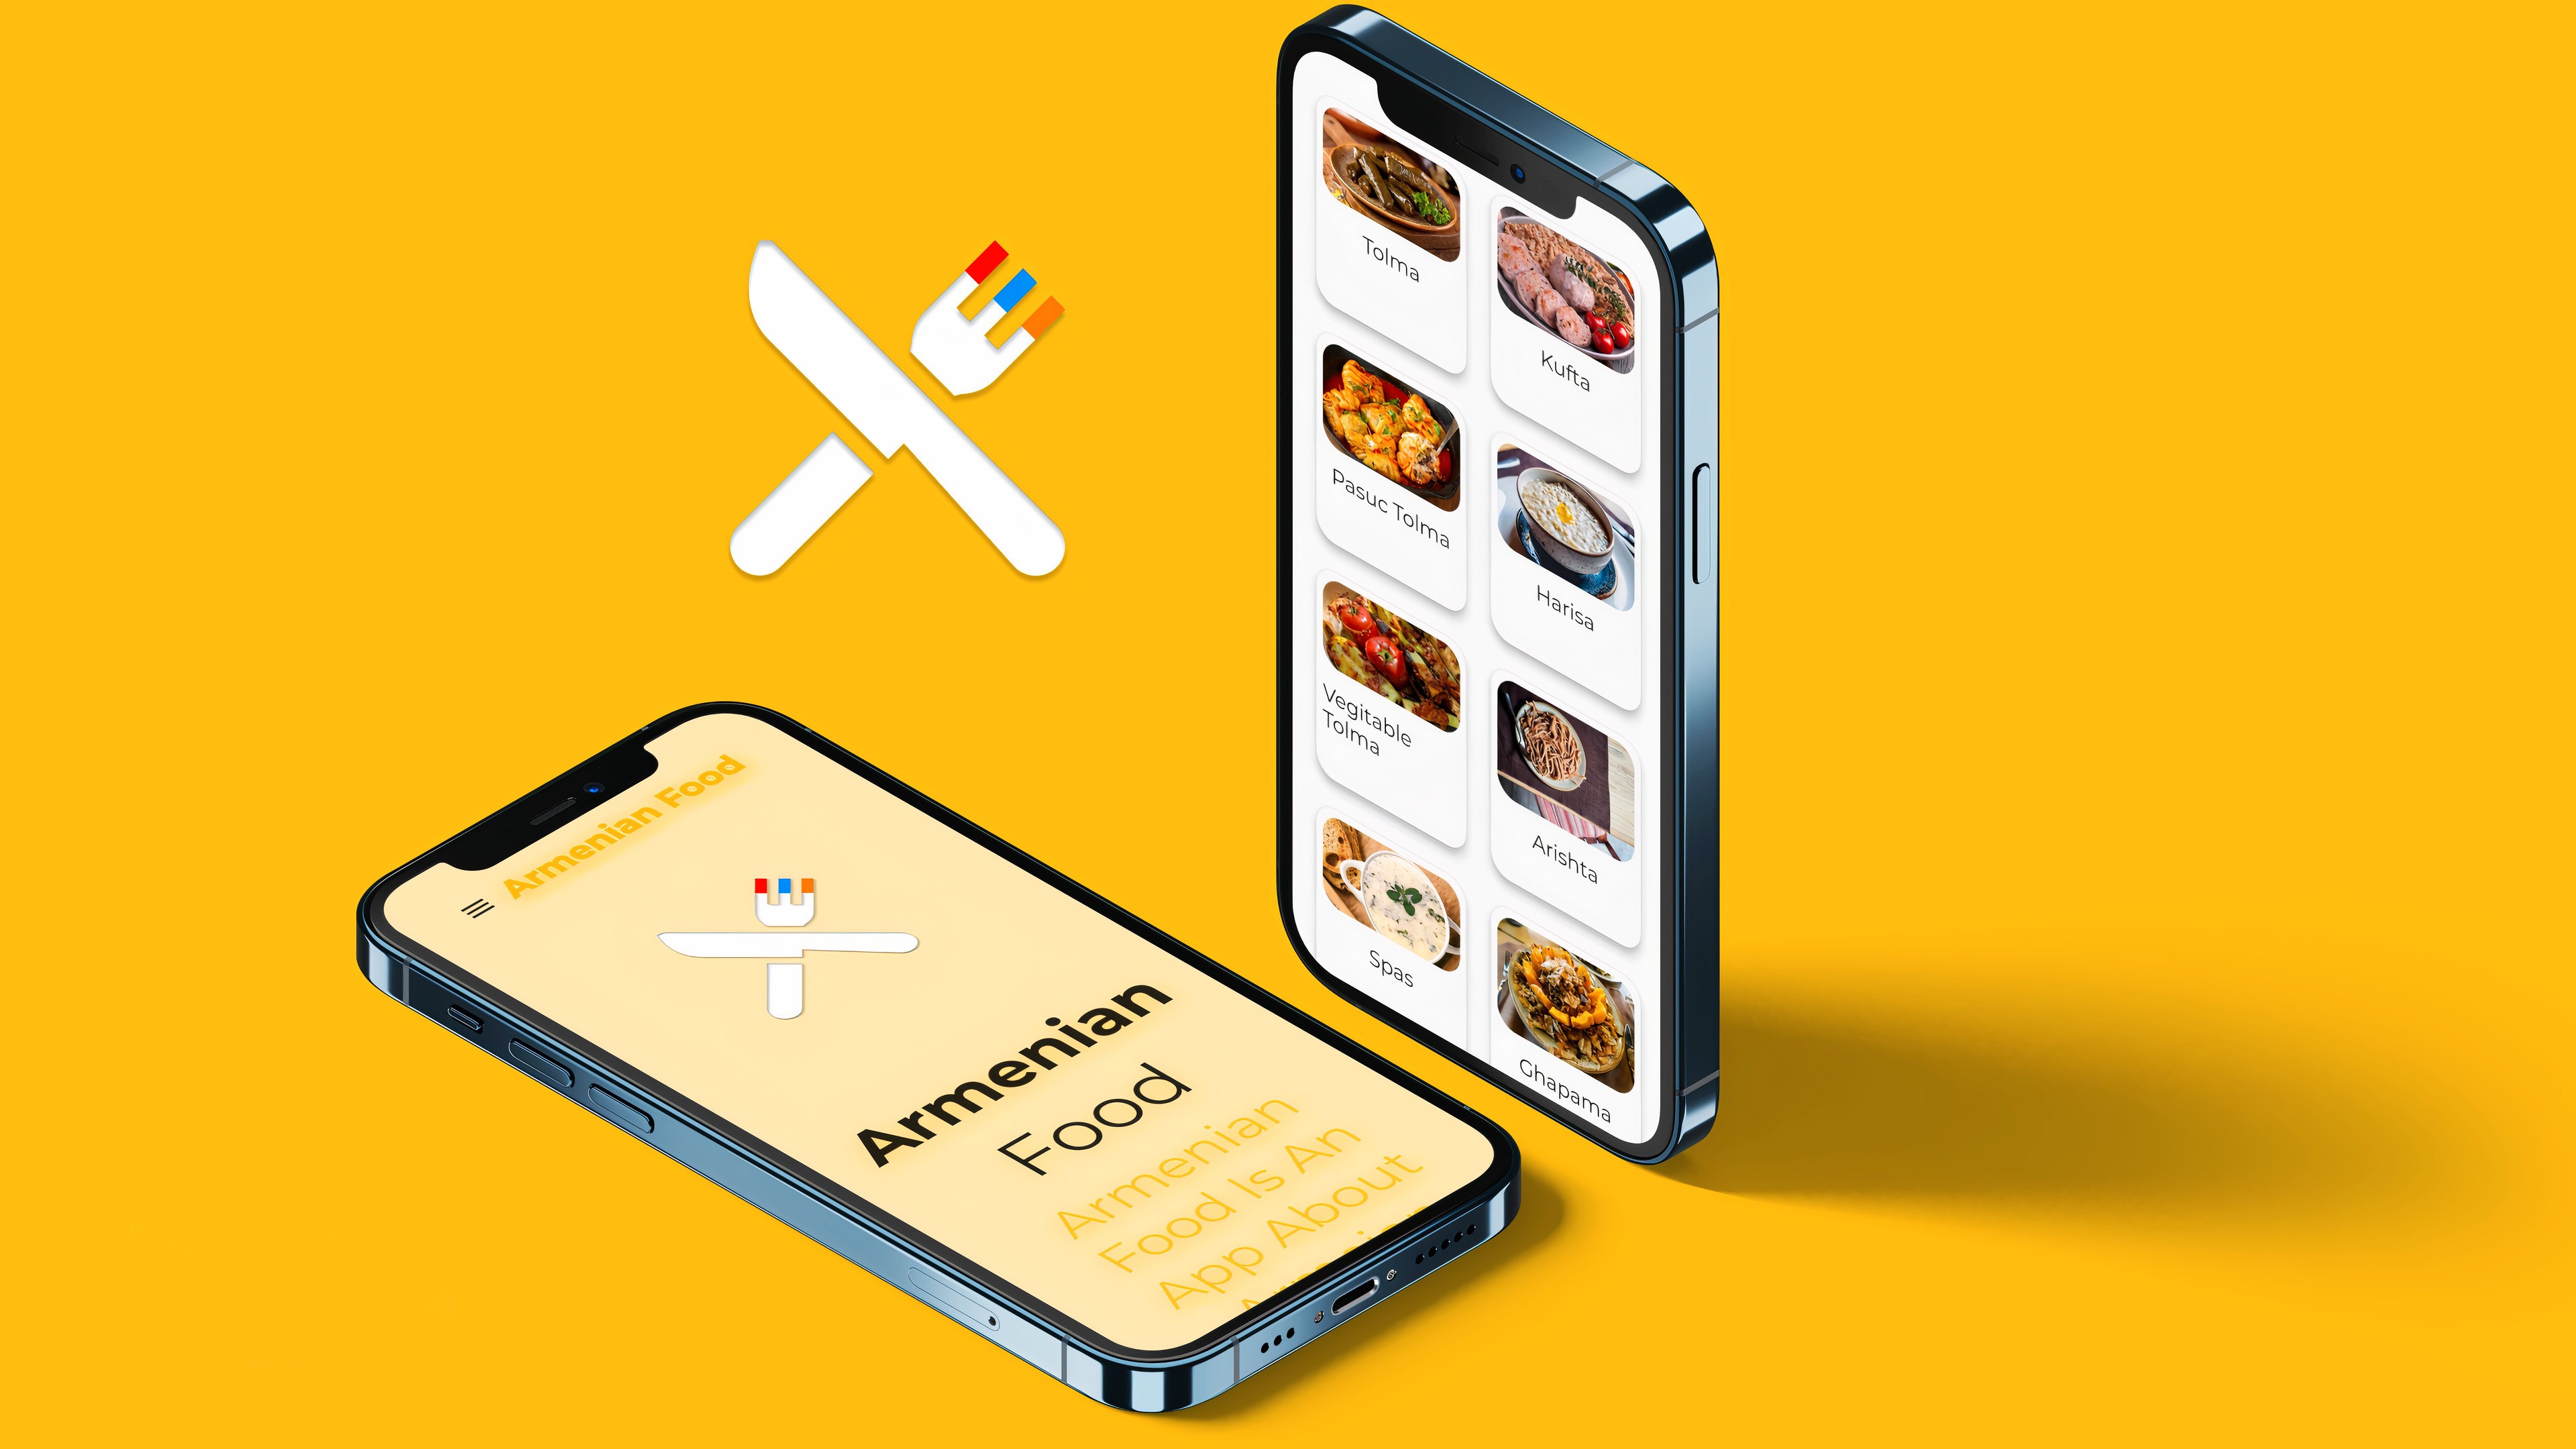 Armenian Food
Armenian
Food
Armenian
Food Is An
App About
Tolma
Kufta
Pasuc Tolma
Harisa
Vegitable
Tolma
Arishta
Spas
Ghapama